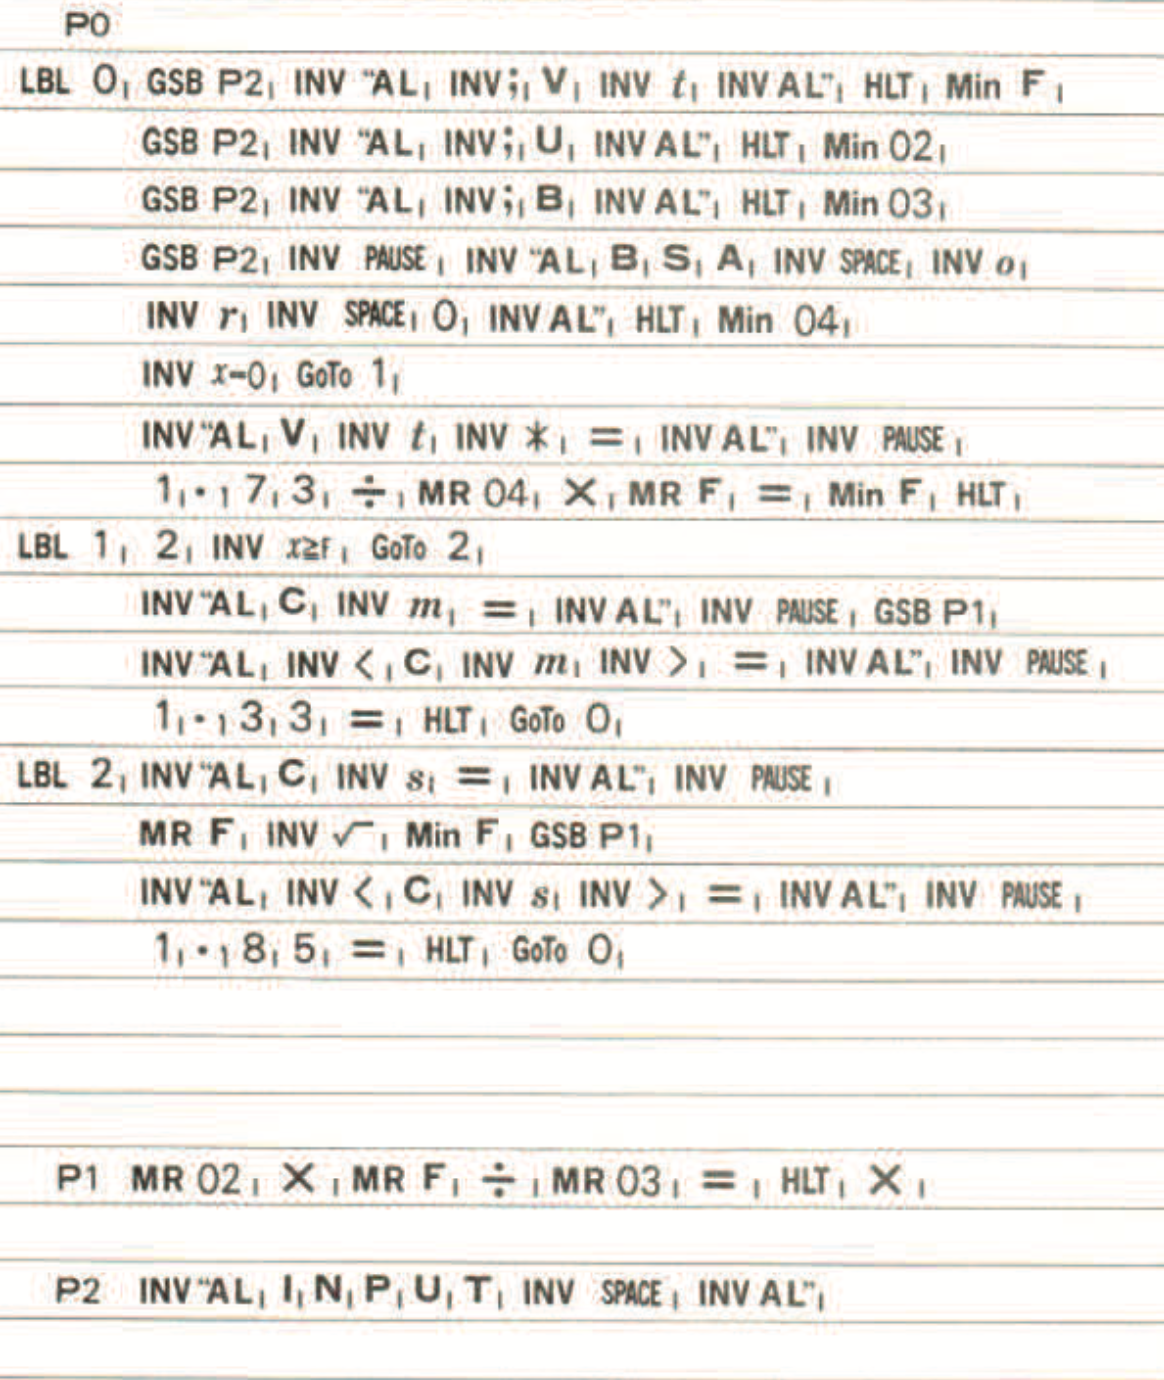 P0
LBL 0, GSB P2, INV "AL, INV ;, V, INV t, INV AL", HLT, Min F,
GSB P2, INV "AL, INV ;, U, INV AL", HLT, Min 02,
GSB P2, INV "AL, INV ;, B, INV AL", HLT, Min 03,
GSB P2, INV PAUSE, INV "AL, B, S, A, INV SPACE, INV o,
INV r, INV SPACE, 0, INV AL", HLT, Min 04,
INV x=0, GoTo 1,
INV "AL, V, INV t, INV *, =, INV AL", INV PAUSE,
1, ·, 7, 3, ÷, MR 04, ×, MR F, =, Min F, HLT,
LBL 1, 2, INV x≥F, GoTo 2,
INV "AL, C, INV m, =, INV AL", INV PAUSE, GSB P1,
INV "AL, INV <, C, INV m, INV >, =, INV AL", INV PAUSE,
1, ·, 3, 3, =, HLT, GoTo 0,
LBL 2, INV "AL, C, INV s, =, INV AL", INV PAUSE,
MR F, INV √, Min F, GSB P1,
INV "AL, INV <, C, INV s, INV >, =, INV AL", INV PAUSE,
1, ·, 8, 5, =, HLT, GoTo 0,
P1 MR 02, ×, MR F, ÷, MR 03, =, HLT, ×,
P2 INV "AL, I, N, P, U, T, INV SPACE, INV AL",